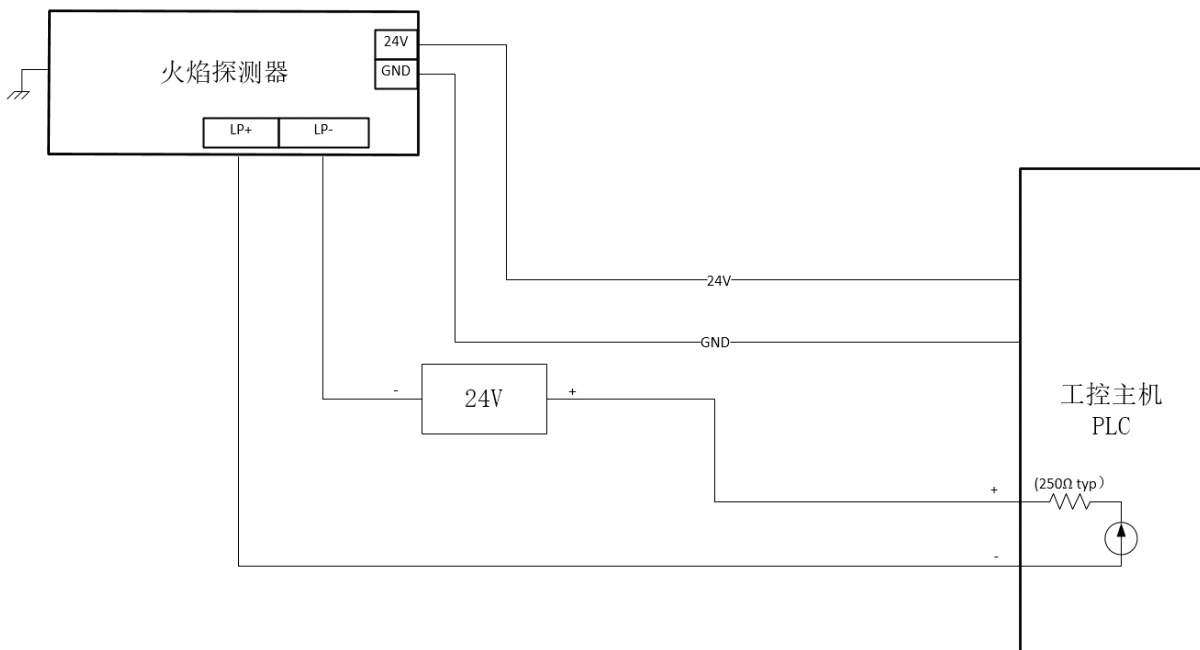 24V
火焰探测器
GND
LP+
LP-
24V
GND
-
24V
+
工控主机
PLC
+
(250Ω typ）
-